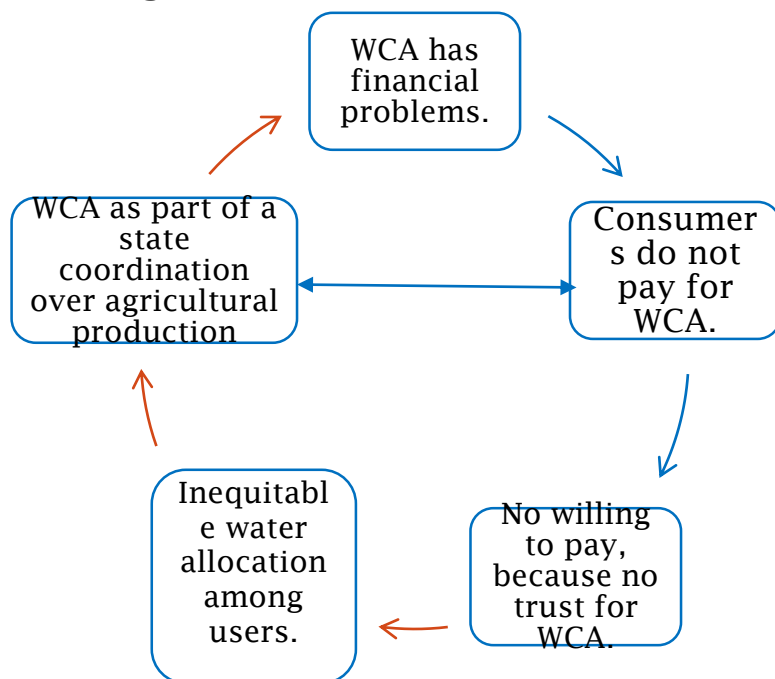 WCA has
financial
problems.
WCA as part of a
state
coordination
over agricultural
production
Consumer
s do not
pay for
WCA.
Inequitabl
e water
allocation
among
users.
No willing
to pay,
because no
trust for
WCA.